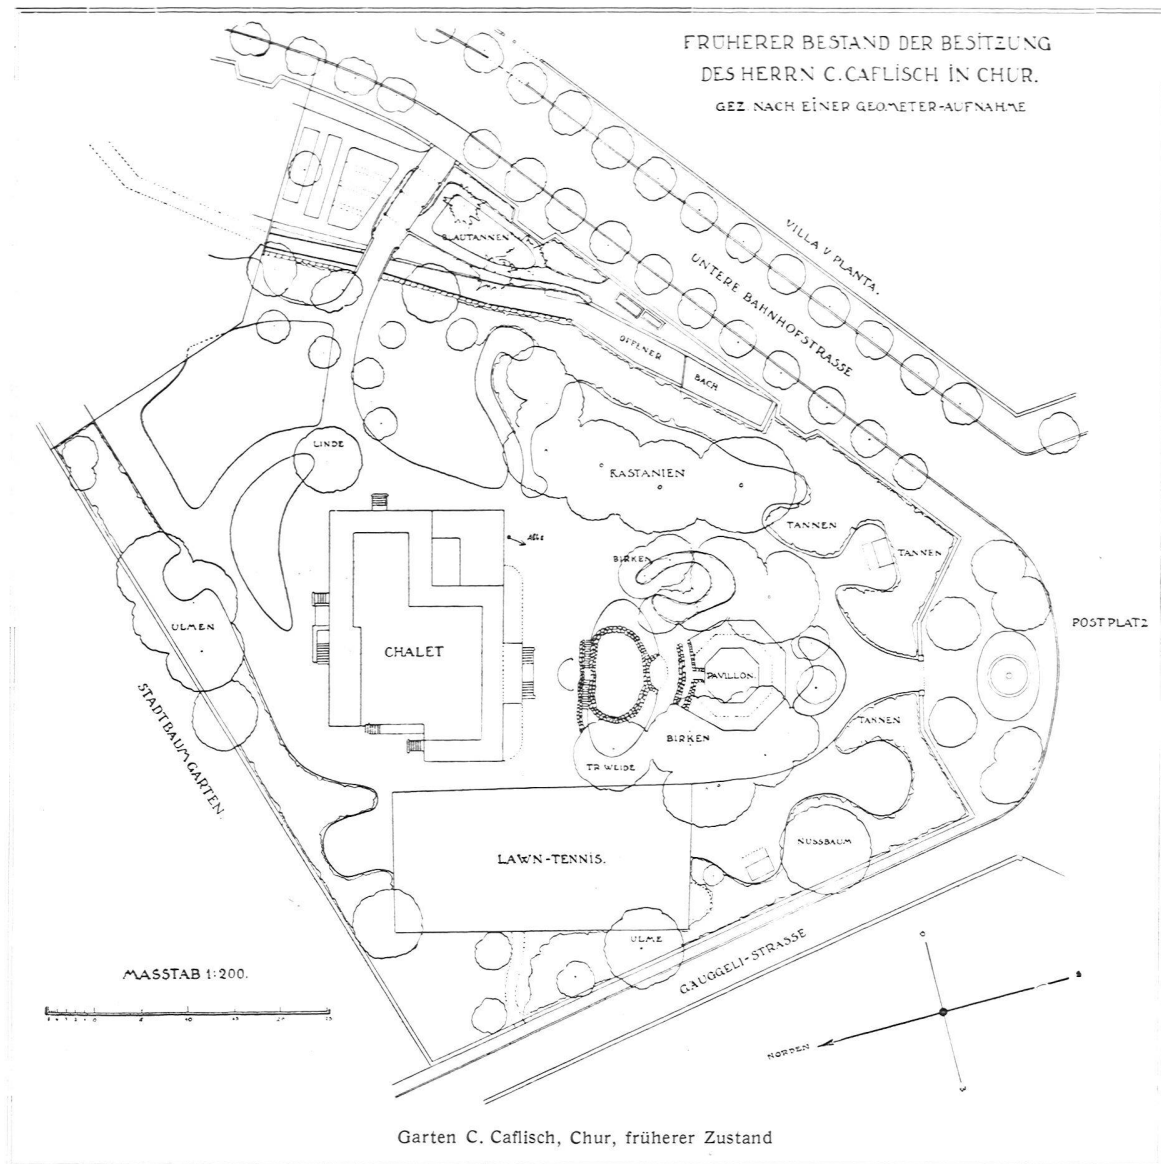 FRÜHERER BESTAND DER BESITZUNG
DES HERRN C. CAFLISCH IN CHUR.
GEZ. NACH EINER GEOMETER-AUFNAHME
VILLA V PLANTA.
UNTERE BAHNHOFSTRASSE
BLAUTANNEN
OFFENER
BACH
LINDE
KASTANIEN
TANNEN
TANNEN
BIRKEN
POSTPLATZ
ULMEN
CHALET
PAVILLON.
TANNEN
BIRKEN
TR. WEIDE
STADTBAUMGARTEN.
NUSSBAUM
LAWN-TENNIS.
ULME
GÄUGGELI-STRASSE
MASSTAB 1:200.
O
S
NORDEN
W
Garten C. Caflisch, Chur, früherer Zustand